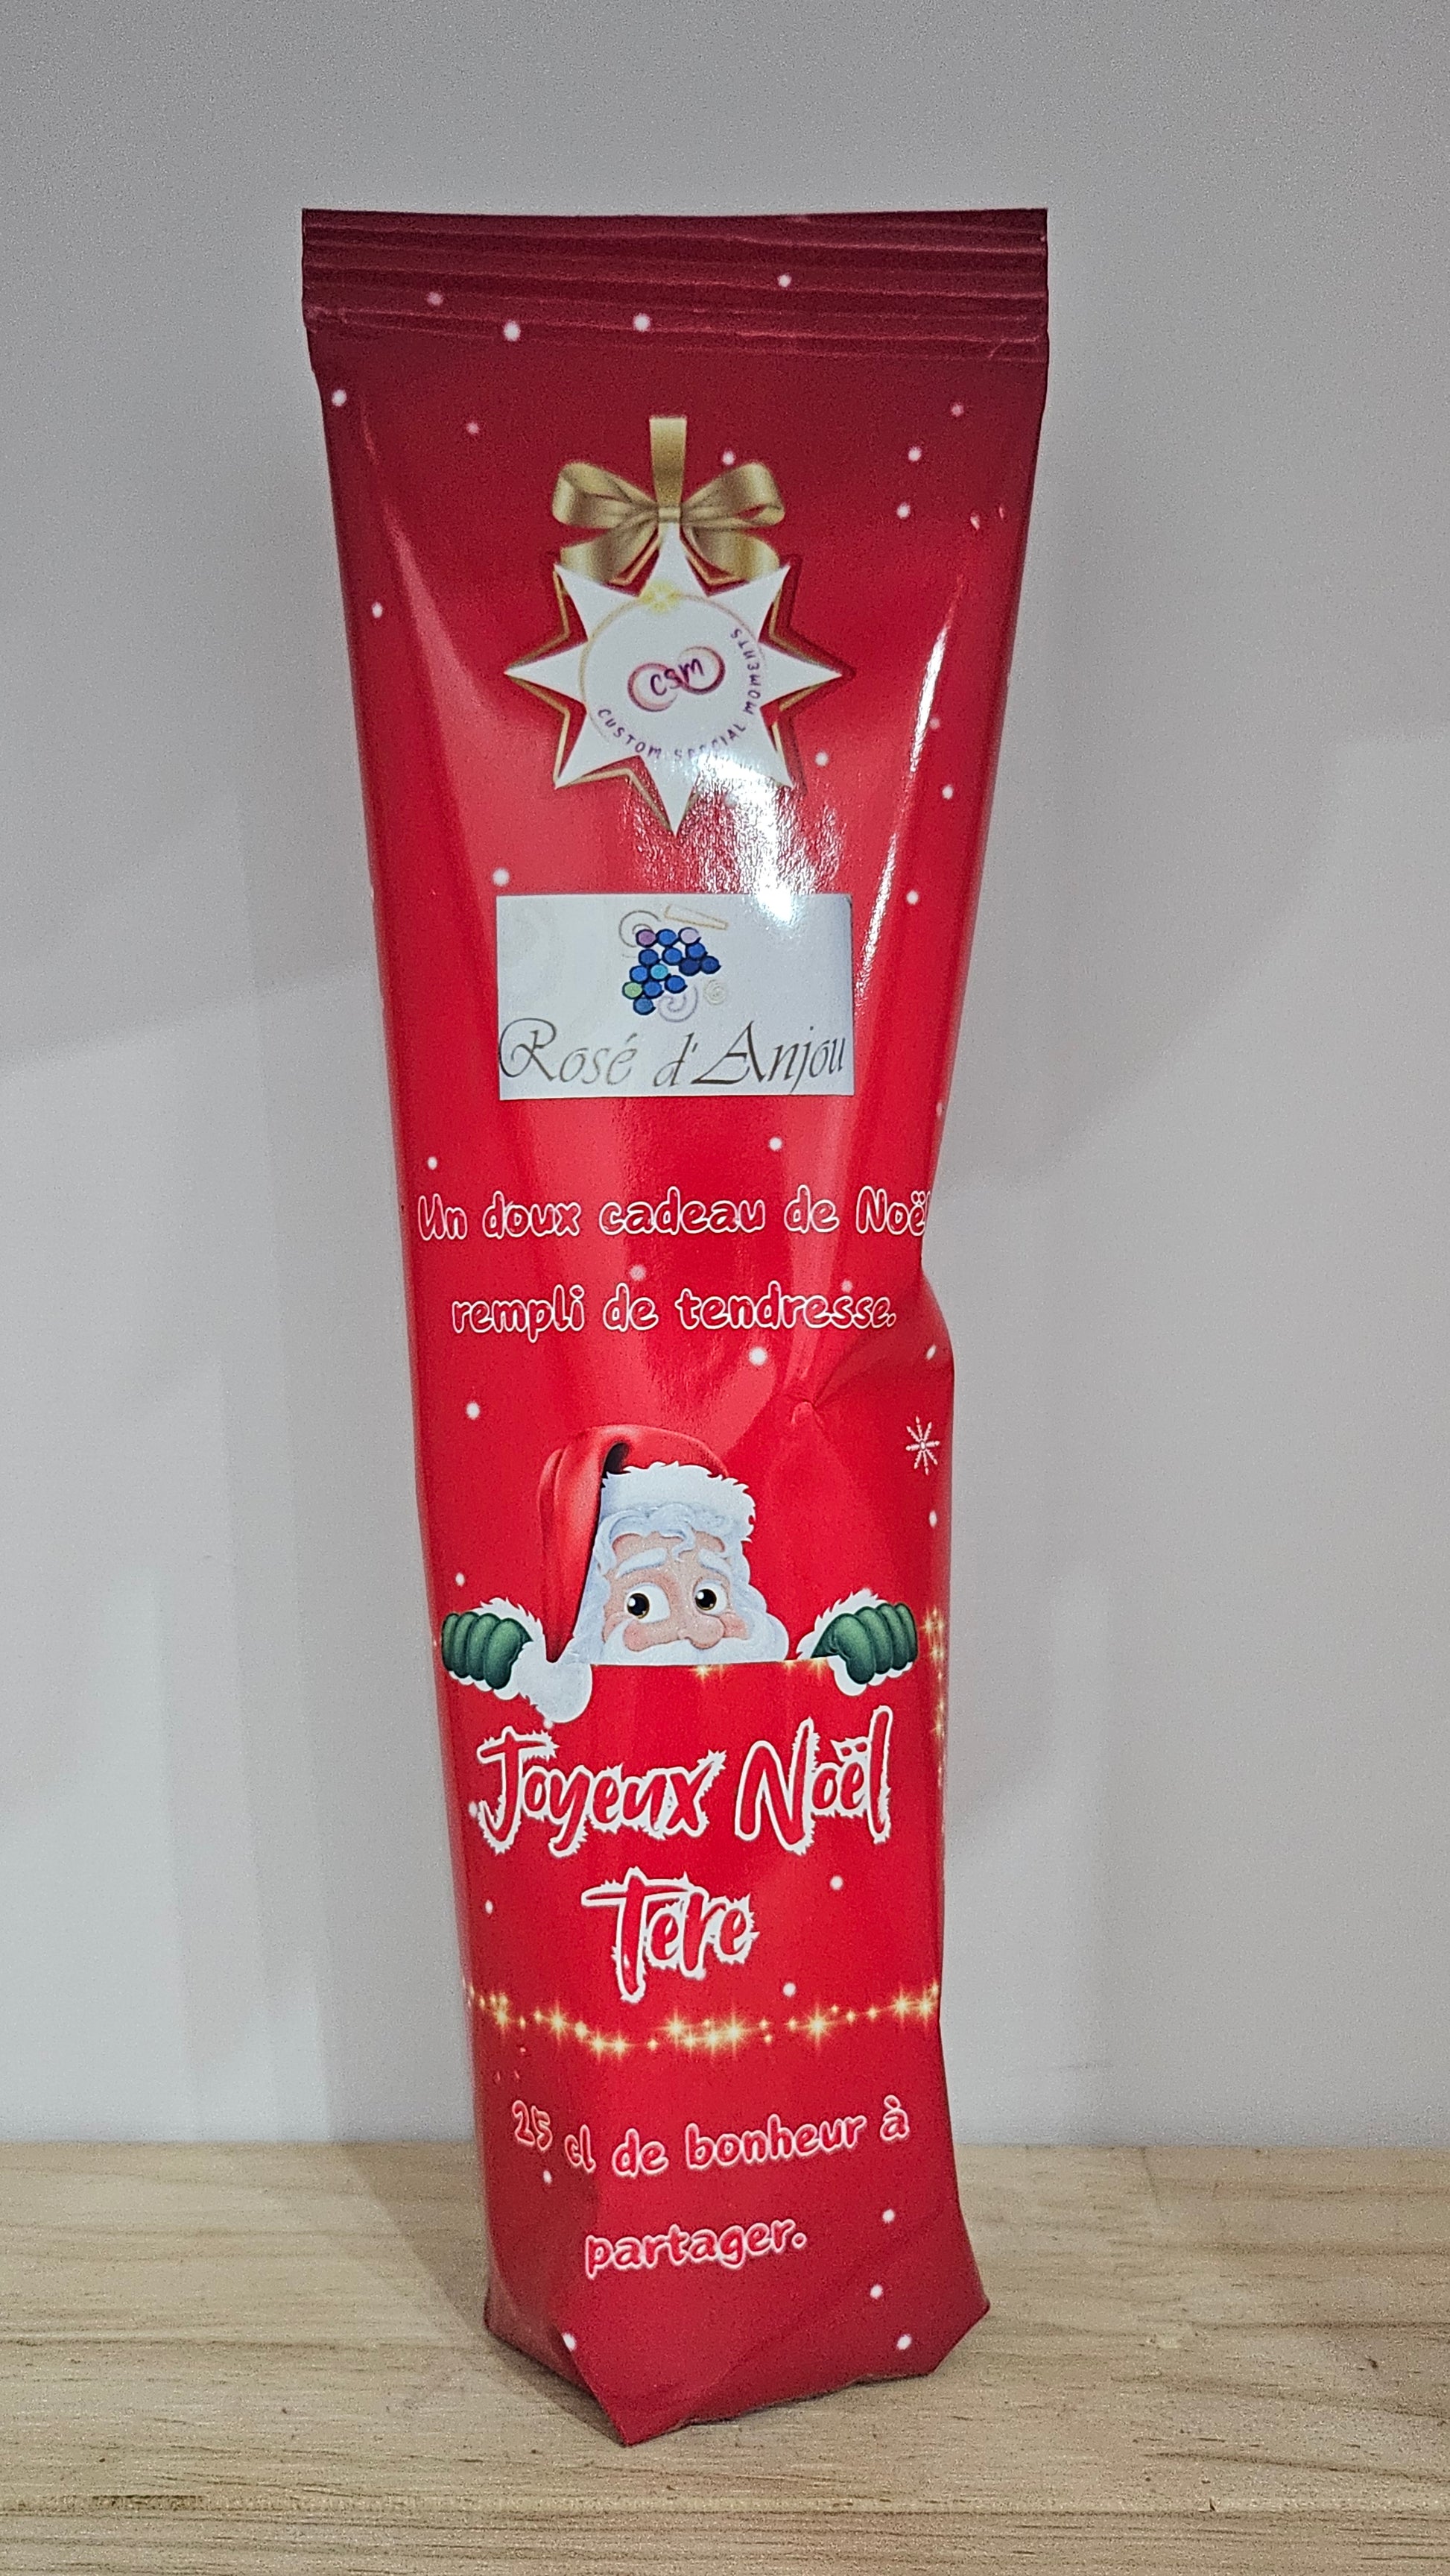 CSM
CUSTOM SPECIAL MOMENTS
Rosé d'Anjou
Un doux cadeau de Noël
rempli de tendresse.
Joyeux Noël
Tere
25 cl de bonheur à
partager.